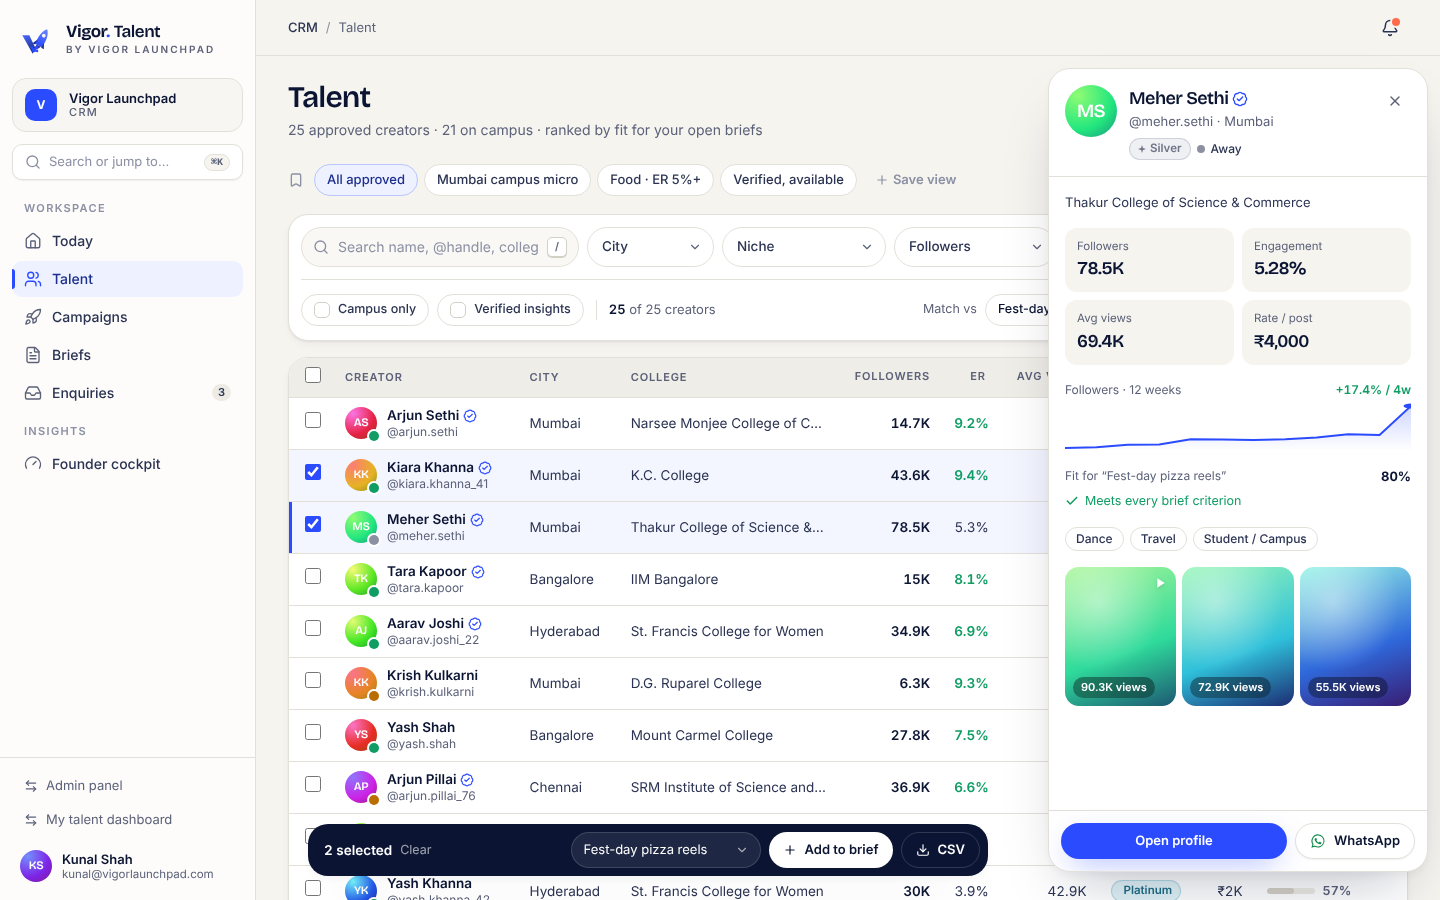 Vigor. Talent
BY VIGOR LAUNCHPAD
V
Vigor Launchpad
CRM
Search or jump to...
⌘K
WORKSPACE
Today
Talent
Campaigns
Briefs
Enquiries
3
INSIGHTS
Founder cockpit
Admin panel
My talent dashboard
KS
Kunal Shah
kunal@vigorlaunchpad.com
CRM / Talent
Talent
25 approved creators · 21 on campus · ranked by fit for your open briefs
All approved
Mumbai campus micro
Food · ER 5%+
Verified, available
+ Save view
Search name, @handle, colleg
/
City
Niche
Followers
Campus only
Verified insights
25 of 25 creators
Match vs
Fest-day
CREATOR CITY COLLEGE FOLLOWERS ER AVG
AS Arjun Sethi Mumbai Narsee Monjee College of C... 14.7K 9.2%
@arjun.sethi
KK Kiara Khanna Mumbai K.C. College 43.6K 9.4%
@kiara.khanna_41
MS Meher Sethi Mumbai Thakur College of Science &... 78.5K 5.3%
@meher.sethi
TK Tara Kapoor Bangalore IIM Bangalore 15K 8.1%
@tara.kapoor
AJ Aarav Joshi Hyderabad St. Francis College for Women 34.9K 6.9%
@aarav.joshi_22
KK Krish Kulkarni Mumbai D.G. Ruparel College 6.3K 9.3%
@krish.kulkarni
YS Yash Shah Bangalore Mount Carmel College 27.8K 7.5%
@yash.shah
AP Arjun Pillai Chennai SRM Institute of Science and... 36.9K 6.6%
@arjun.pillai_76
2 selected Clear
Fest-day pizza reels
+ Add to brief
CSV
YK Yash Khanna Hyderabad St. Francis College for Women 30K 3.9% 42.9K Platinum ₹2K 57%
@yash.khanna_42
MS
Meher Sethi
@meher.sethi · Mumbai
+ Silver
Away
Thakur College of Science & Commerce
Followers
78.5K
Engagement
5.28%
Avg views
69.4K
Rate / post
₹4,000
Followers · 12 weeks
+17.4% / 4w
Fit for “Fest-day pizza reels”
80%
Meets every brief criterion
Dance
Travel
Student / Campus
90.3K views
72.9K views
55.5K views
Open profile
WhatsApp